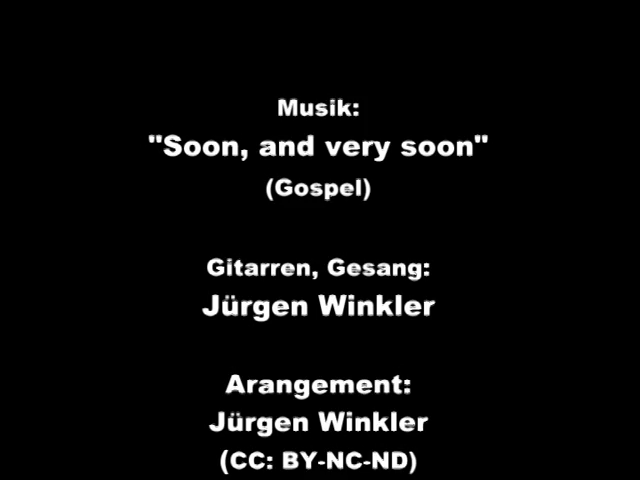 Musik:
"Soon, and very soon"
(Gospel)
Gitarren, Gesang:
Jürgen Winkler
Arangement:
Jürgen Winkler
(CC: BY-NC-ND)